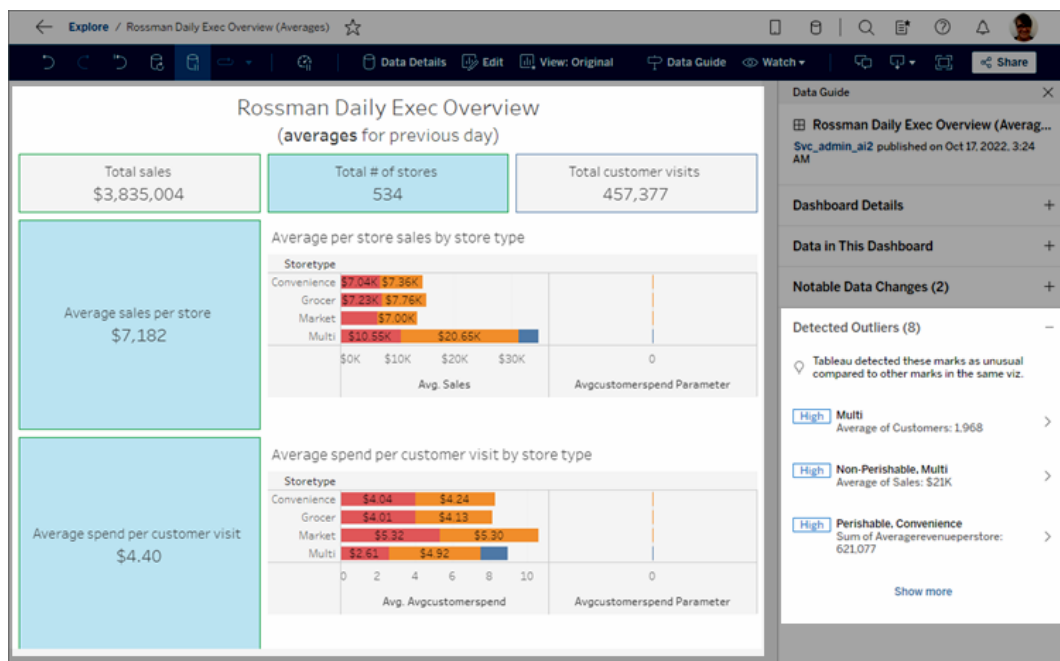 Explore / Rossman Daily Exec Overview (Averages)
Data Details Edit View: Original Data Guide Watch Share
Rossman Daily Exec Overview
(averages for previous day)
Total sales
$3,835,004
Total # of stores
534
Total customer visits
457,377
Average sales per store
$7,182
Average per store sales by store type
Storetype
Convenience $7.04K $7.36K
Grocer $7.23K $7.76K
Market $7.00K
Multi $10.55K $20.65K
$0K $10K $20K $30K 0
Avg. Sales Avgcustomerspend Parameter
Average spend per customer visit
$4.40
Average spend per customer visit by store type
Storetype
Convenience $4.04 $4.24
Grocer $4.01 $4.13
Market $5.32 $5.30
Multi $2.61 $4.92
0 2 4 6 8 10 0
Avg. Avgcustomerspend Avgcustomerspend Parameter
Data Guide
Rossman Daily Exec Overview (Averag...
Svc_admin_ai2 published on Oct 17, 2022, 3:24
AM
Dashboard Details
Data in This Dashboard
Notable Data Changes (2)
Detected Outliers (8)
Tableau detected these marks as unusual
compared to other marks in the same viz.
High Multi
Average of Customers: 1,968
High Non-Perishable, Multi
Average of Sales: $21K
High Perishable, Convenience
Sum of Averagerevenueperstore:
621,077
Show more